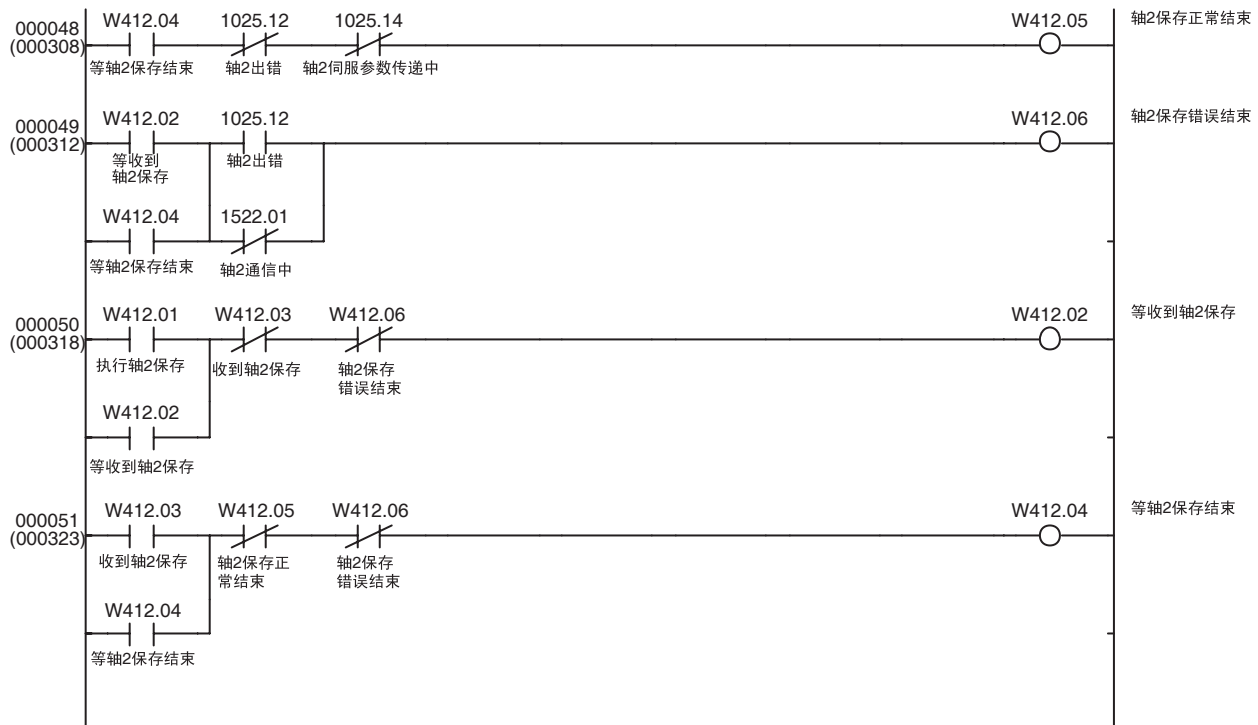 W412.04 1025.12 1025.14 W412.05 轴2保存正常结束
000048
(000308)
等轴2保存结束 轴2出错 轴2伺服参数传递中
W412.02 1025.12 W412.06 轴2保存错误结束
000049
(000312)
等收到
轴2保存
轴2出错
W412.04 1522.01
等轴2保存结束 轴2通信中
W412.01 W412.03 W412.06 W412.02 等收到轴2保存
000050
(000318)
执行轴2保存 收到轴2保存 轴2保存
错误结束
W412.02
等收到轴2保存
W412.03 W412.05 W412.06 W412.04 等轴2保存结束
000051
(000323)
收到轴2保存 轴2保存正 轴2保存
常结束 错误结束
W412.04
等轴2保存结束